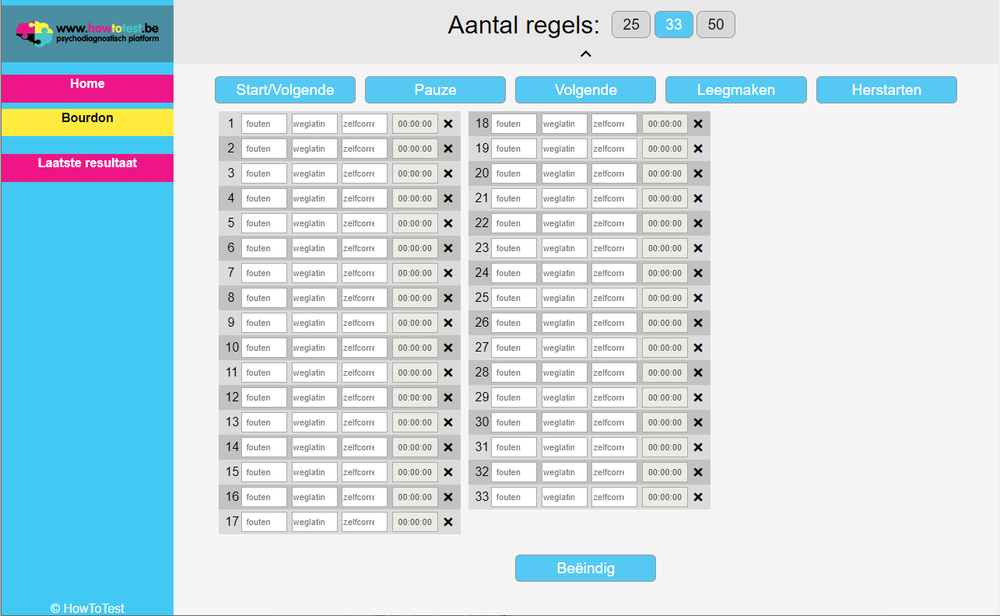 www.howtotest.be
psychodiagnostisch platform
Home
Bourdon
Laatste resultaat
© HowToTest
Aantal regels: 25 33 50
Start/Volgende Pauze Volgende Leegmaken Herstarten
1 fouten weglatin zelfcorre 00:00:00 18 fouten weglatin zelfcorre 00:00:00
2 fouten weglatin zelfcorre 00:00:00 19 fouten weglatin zelfcorre 00:00:00
3 fouten weglatin zelfcorre 00:00:00 20 fouten weglatin zelfcorre 00:00:00
4 fouten weglatin zelfcorre 00:00:00 21 fouten weglatin zelfcorre 00:00:00
5 fouten weglatin zelfcorre 00:00:00 22 fouten weglatin zelfcorre 00:00:00
6 fouten weglatin zelfcorre 00:00:00 23 fouten weglatin zelfcorre 00:00:00
7 fouten weglatin zelfcorre 00:00:00 24 fouten weglatin zelfcorre 00:00:00
8 fouten weglatin zelfcorre 00:00:00 25 fouten weglatin zelfcorre 00:00:00
9 fouten weglatin zelfcorre 00:00:00 26 fouten weglatin zelfcorre 00:00:00
10 fouten weglatin zelfcorre 00:00:00 27 fouten weglatin zelfcorre 00:00:00
11 fouten weglatin zelfcorre 00:00:00 28 fouten weglatin zelfcorre 00:00:00
12 fouten weglatin zelfcorre 00:00:00 29 fouten weglatin zelfcorre 00:00:00
13 fouten weglatin zelfcorre 00:00:00 30 fouten weglatin zelfcorre 00:00:00
14 fouten weglatin zelfcorre 00:00:00 31 fouten weglatin zelfcorre 00:00:00
15 fouten weglatin zelfcorre 00:00:00 32 fouten weglatin zelfcorre 00:00:00
16 fouten weglatin zelfcorre 00:00:00 33 fouten weglatin zelfcorre 00:00:00
17 fouten weglatin zelfcorre 00:00:00
Beëindig